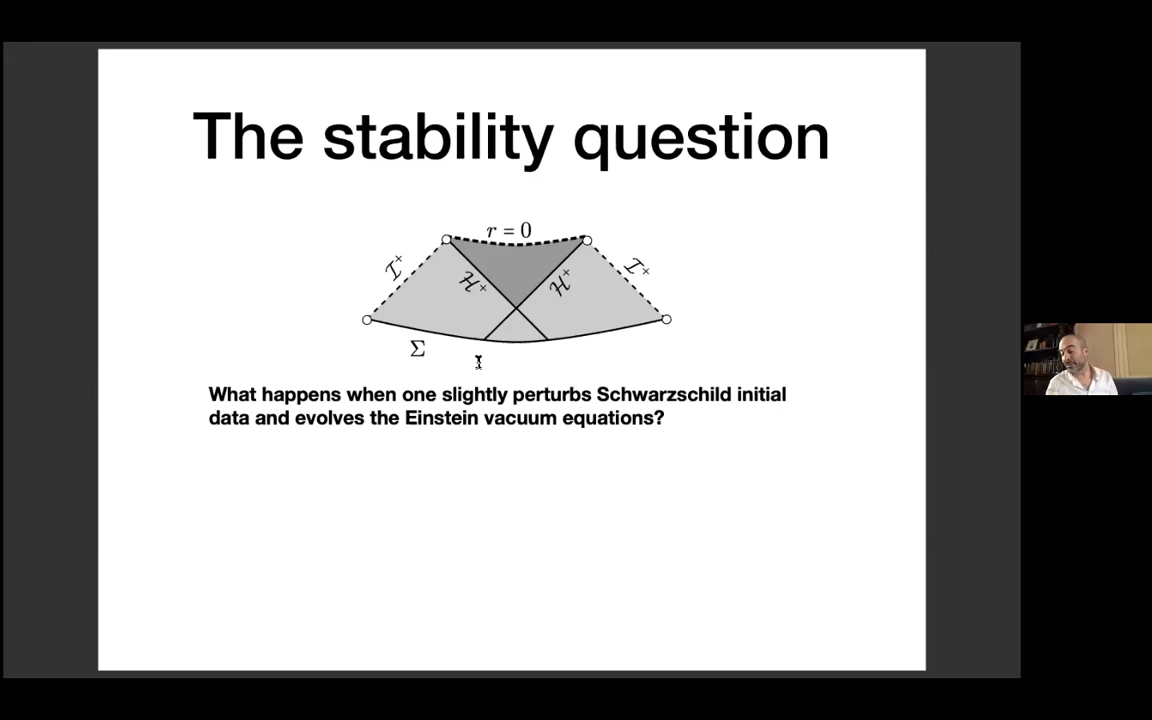 The stability question
r = 0
I⁺
I⁺
H⁺
H⁺
Σ
What happens when one slightly perturbs Schwarzschild initial
data and evolves the Einstein vacuum equations?